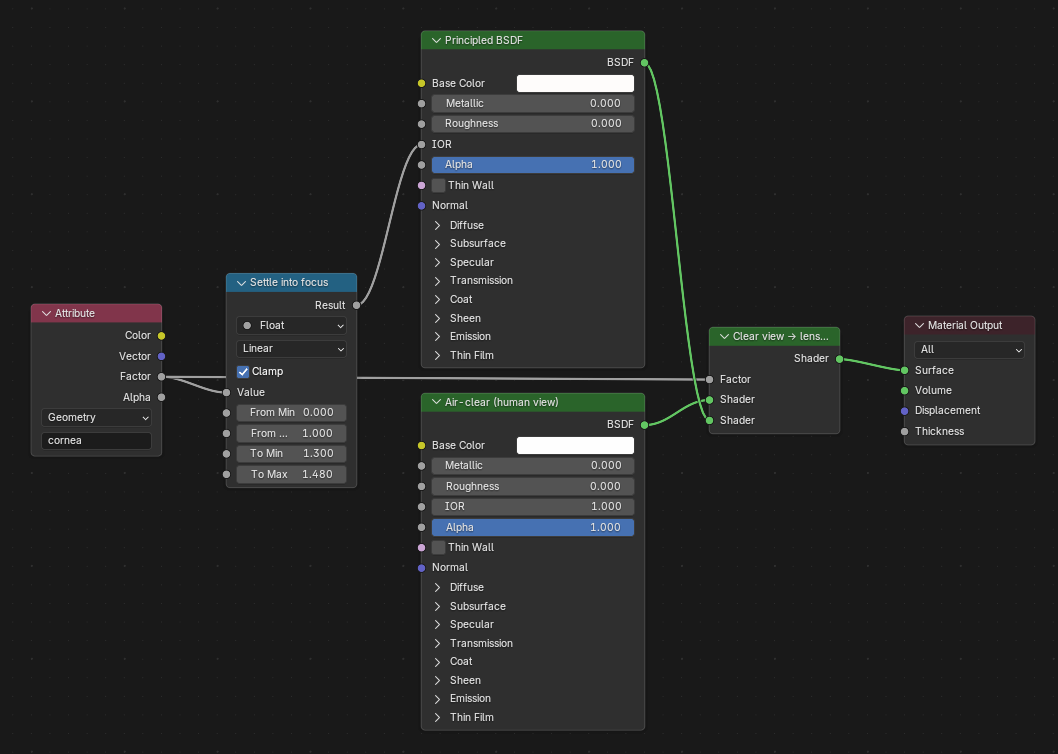 Attribute
Color
Vector
Factor
Alpha
Geometry
cornea
Settle into focus
Result
Float
Linear
Clamp
Value
From Min 0.000
From ... 1.000
To Min 1.300
To Max 1.480
Principled BSDF
BSDF
Base Color
Metallic 0.000
Roughness 0.000
IOR
Alpha 1.000
Thin Wall
Normal
Diffuse
Subsurface
Specular
Transmission
Coat
Sheen
Emission
Thin Film
Air-clear (human view)
BSDF
Base Color
Metallic 0.000
Roughness 0.000
IOR 1.000
Alpha 1.000
Thin Wall
Normal
Diffuse
Subsurface
Specular
Transmission
Coat
Sheen
Emission
Thin Film
Clear view → lens...
Shader
Factor
Shader
Shader
Material Output
All
Surface
Volume
Displacement
Thickness